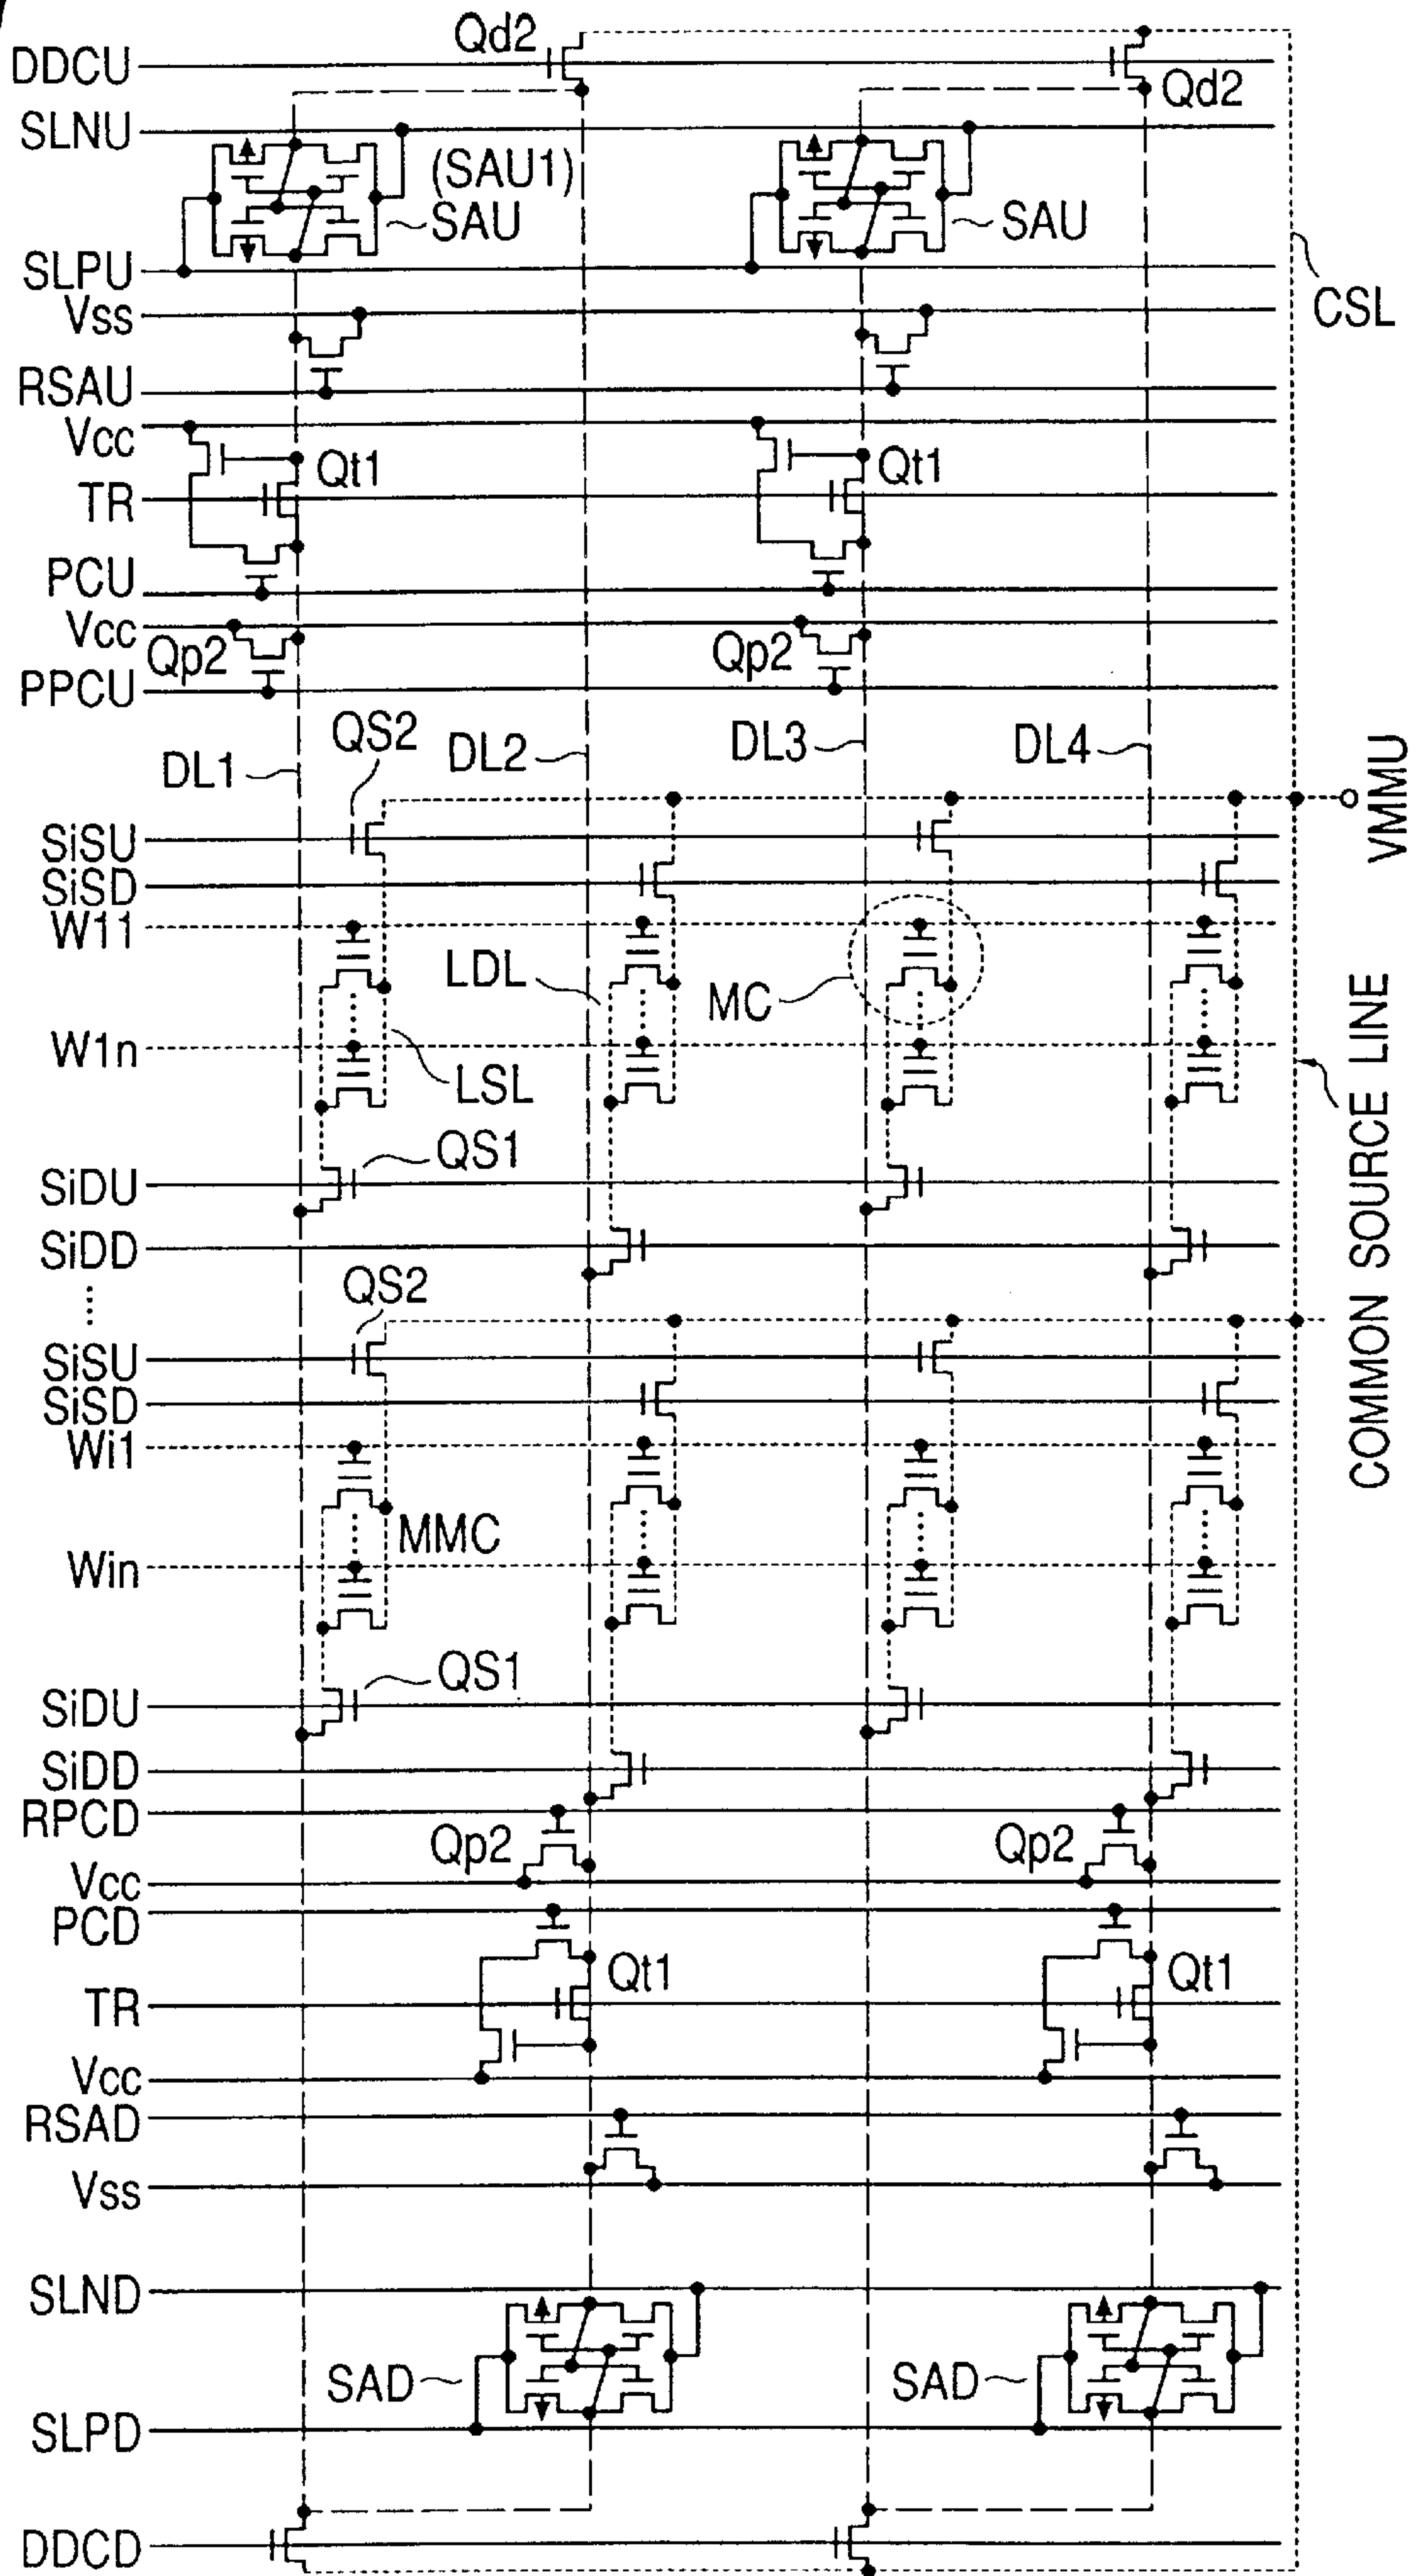 Qd2
DDCU
Qd2
SLNU
(SAU1)
SAU
SAU
SLPU
CSL
Vss
RSAU
Vcc
Qt1
Qt1
TR
PCU
Vcc
Qp2
Qp2
PPCU
QS2
DL1
DL2
DL3
DL4
VMMU
SiSU
SiSD
W11
LDL
MC
W1n
LSL
COMMON SOURCE LINE
QS1
SiDU
SiDD
QS2
SiSU
SiSD
Wi1
MMC
Win
QS1
SiDU
SiDD
RPCD
Qp2
Qp2
Vcc
PCD
Qt1
Qt1
TR
Vcc
RSAD
Vss
SLND
SAD
SAD
SLPD
DDCD